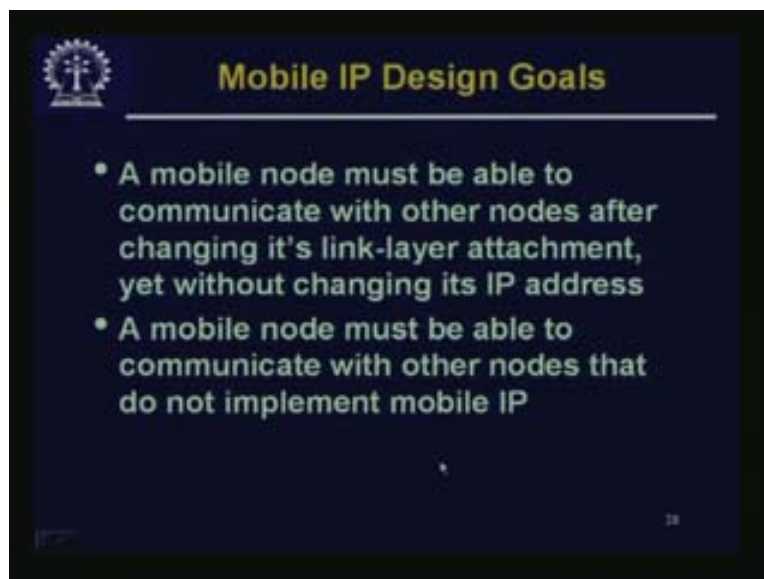 Mobile IP Design Goals
• A mobile node must be able to
communicate with other nodes after
changing it's link-layer attachment,
yet without changing its IP address
• A mobile node must be able to
communicate with other nodes that
do not implement mobile IP